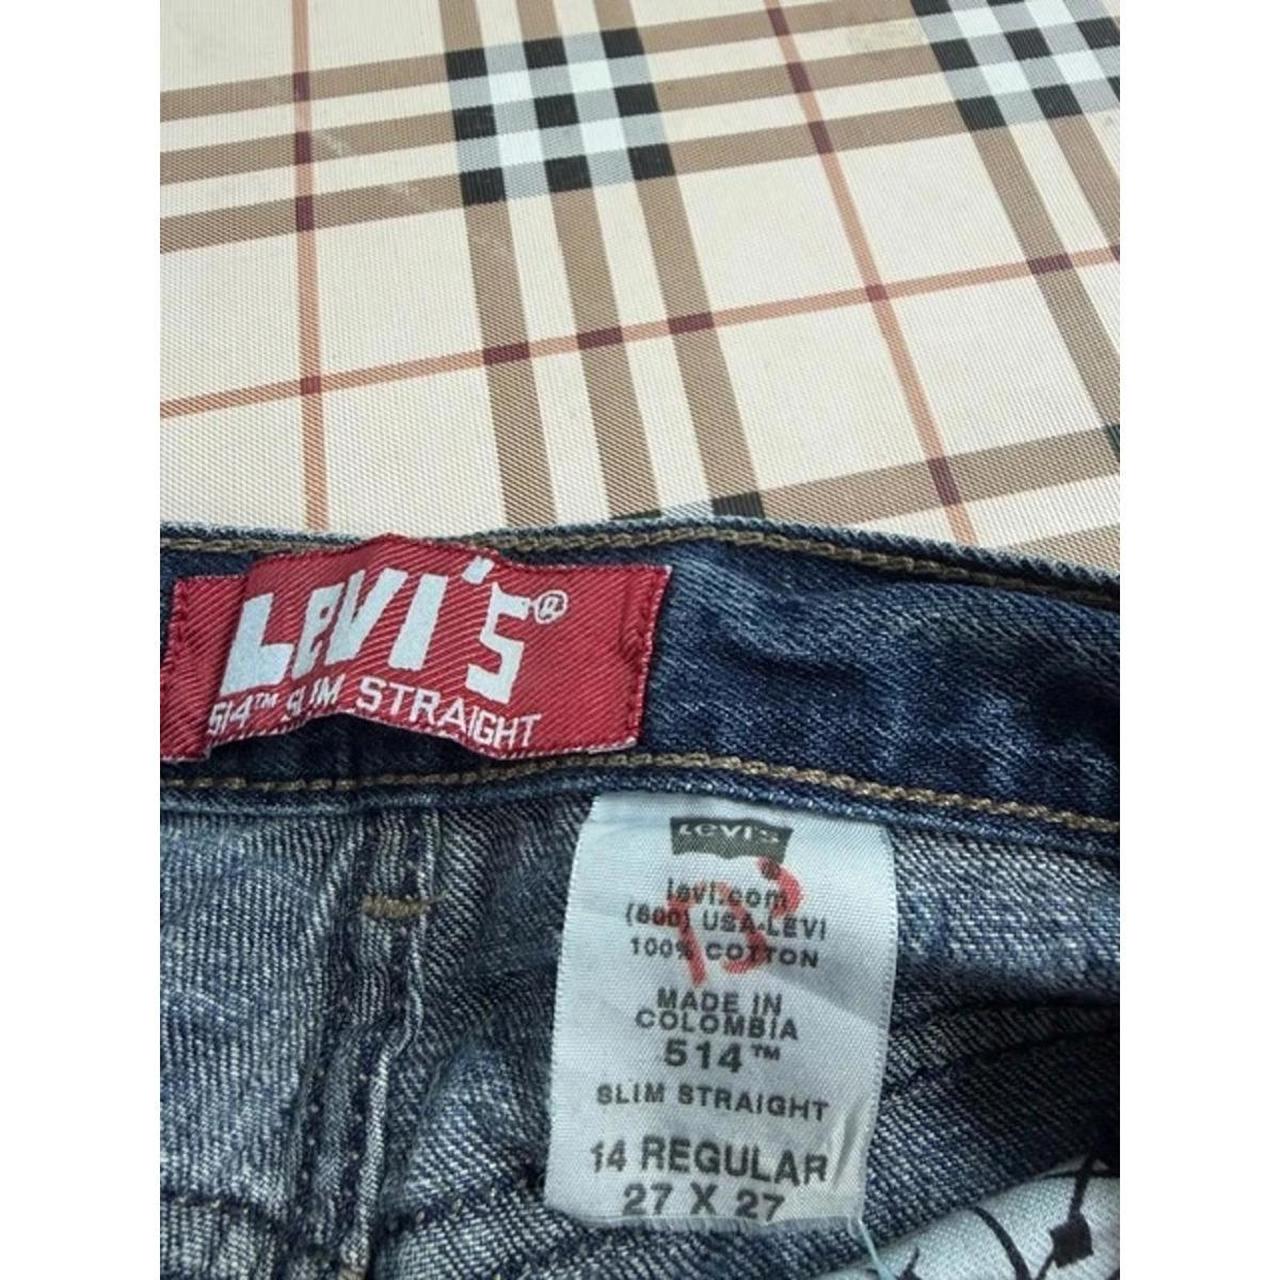 LEVI'S®
514™ SLIM STRAIGHT
Levi's
®
levi.com
(800) USA-LEVI
100% COTTON
MADE IN
COLOMBIA
514™
SLIM STRAIGHT
14 REGULAR
27 X 27